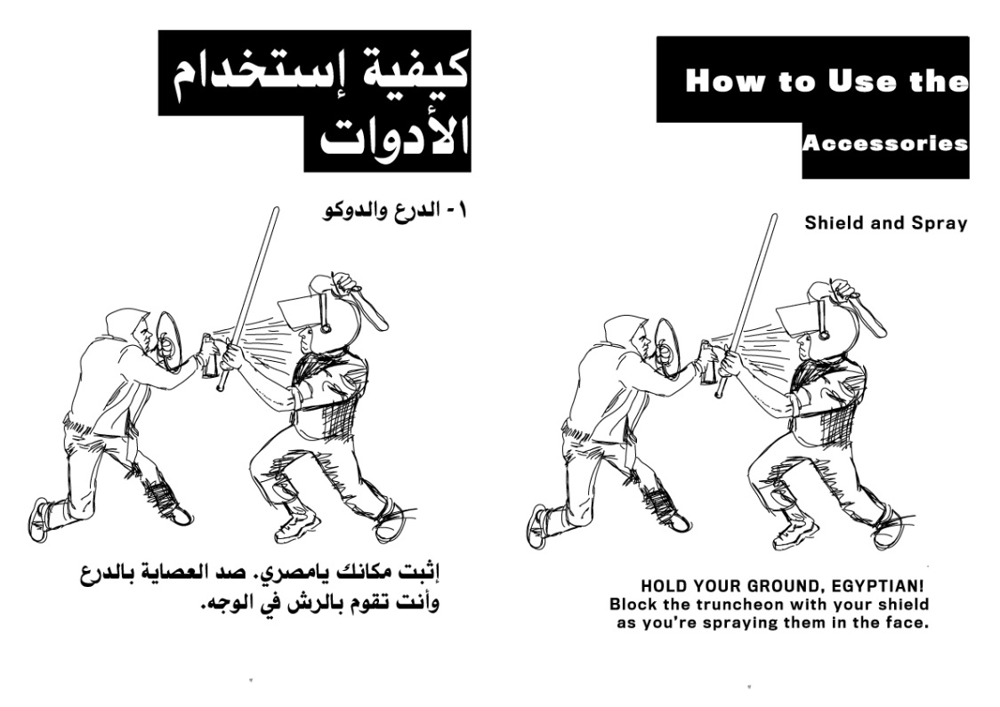 كيفية إستخدام
الأدوات
١- الدرع والدوكو
إثبت مكانك يامصري. صد العصاية بالدرع
وأنت تقوم بالرش في الوجه.
How to Use the
Accessories
Shield and Spray
HOLD YOUR GROUND, EGYPTIAN!
Block the truncheon with your shield
as you're spraying them in the face.